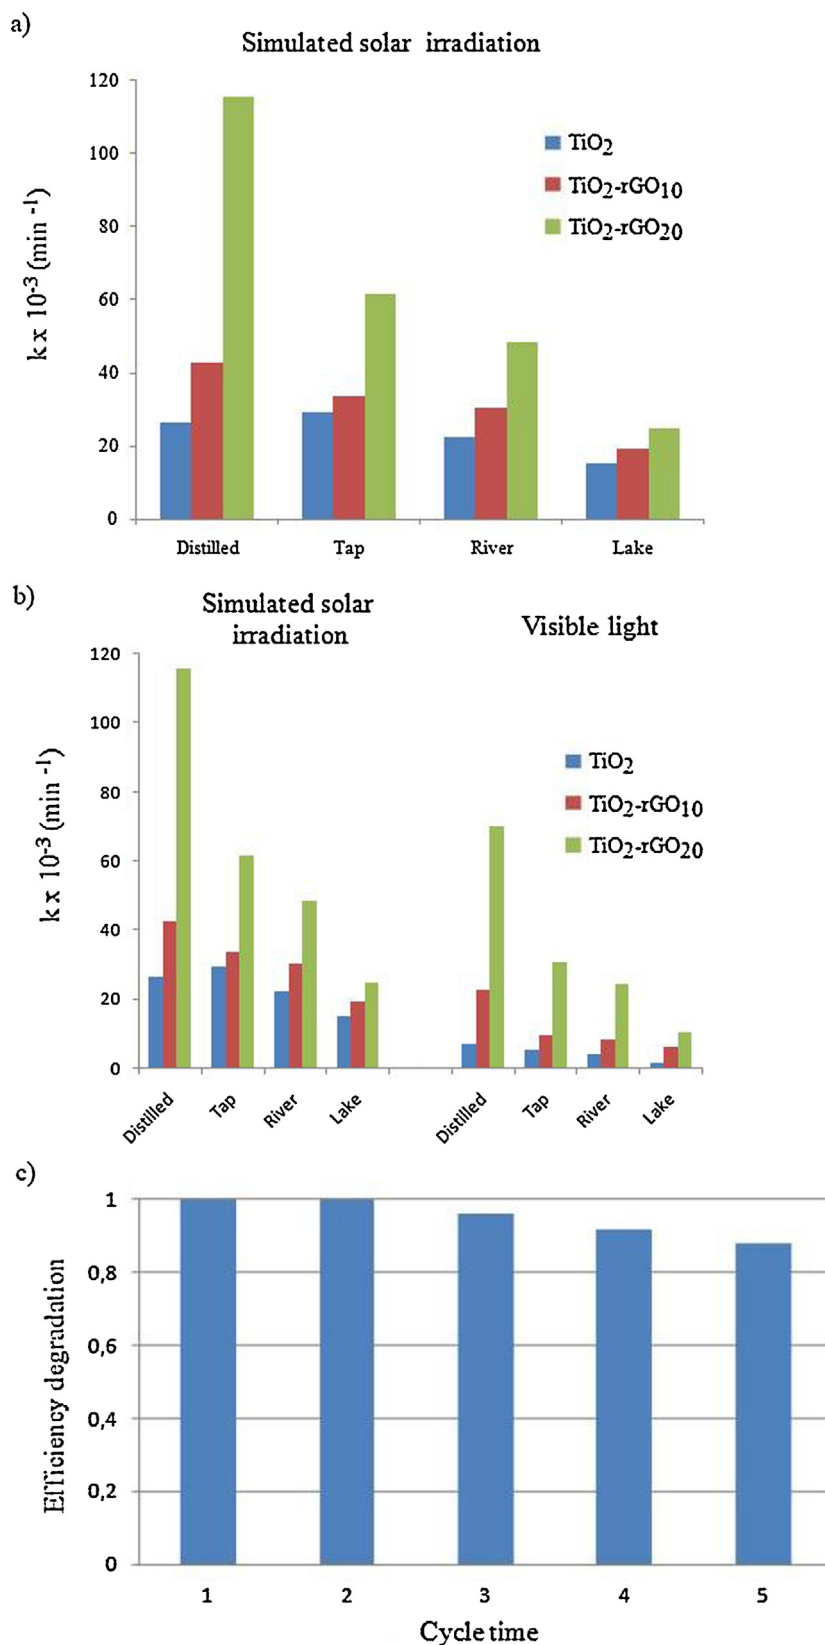 a)
Simulated solar irradiation
120
100
80
60
40
20
0
k x 10⁻³ (min ⁻¹)
TiO₂
TiO₂-rGO₁₀
TiO₂-rGO₂₀
Distilled Tap River Lake
b)
Simulated solar
irradiation
Visible light
120
100
80
60
40
20
0
k x 10⁻³ (min ⁻¹)
TiO₂
TiO₂-rGO₁₀
TiO₂-rGO₂₀
Distilled Tap River Lake Distilled Tap River Lake
c)
1
0,8
0,6
0,4
0,2
0
Efficiency degradation
1 2 3 4 5
Cycle time